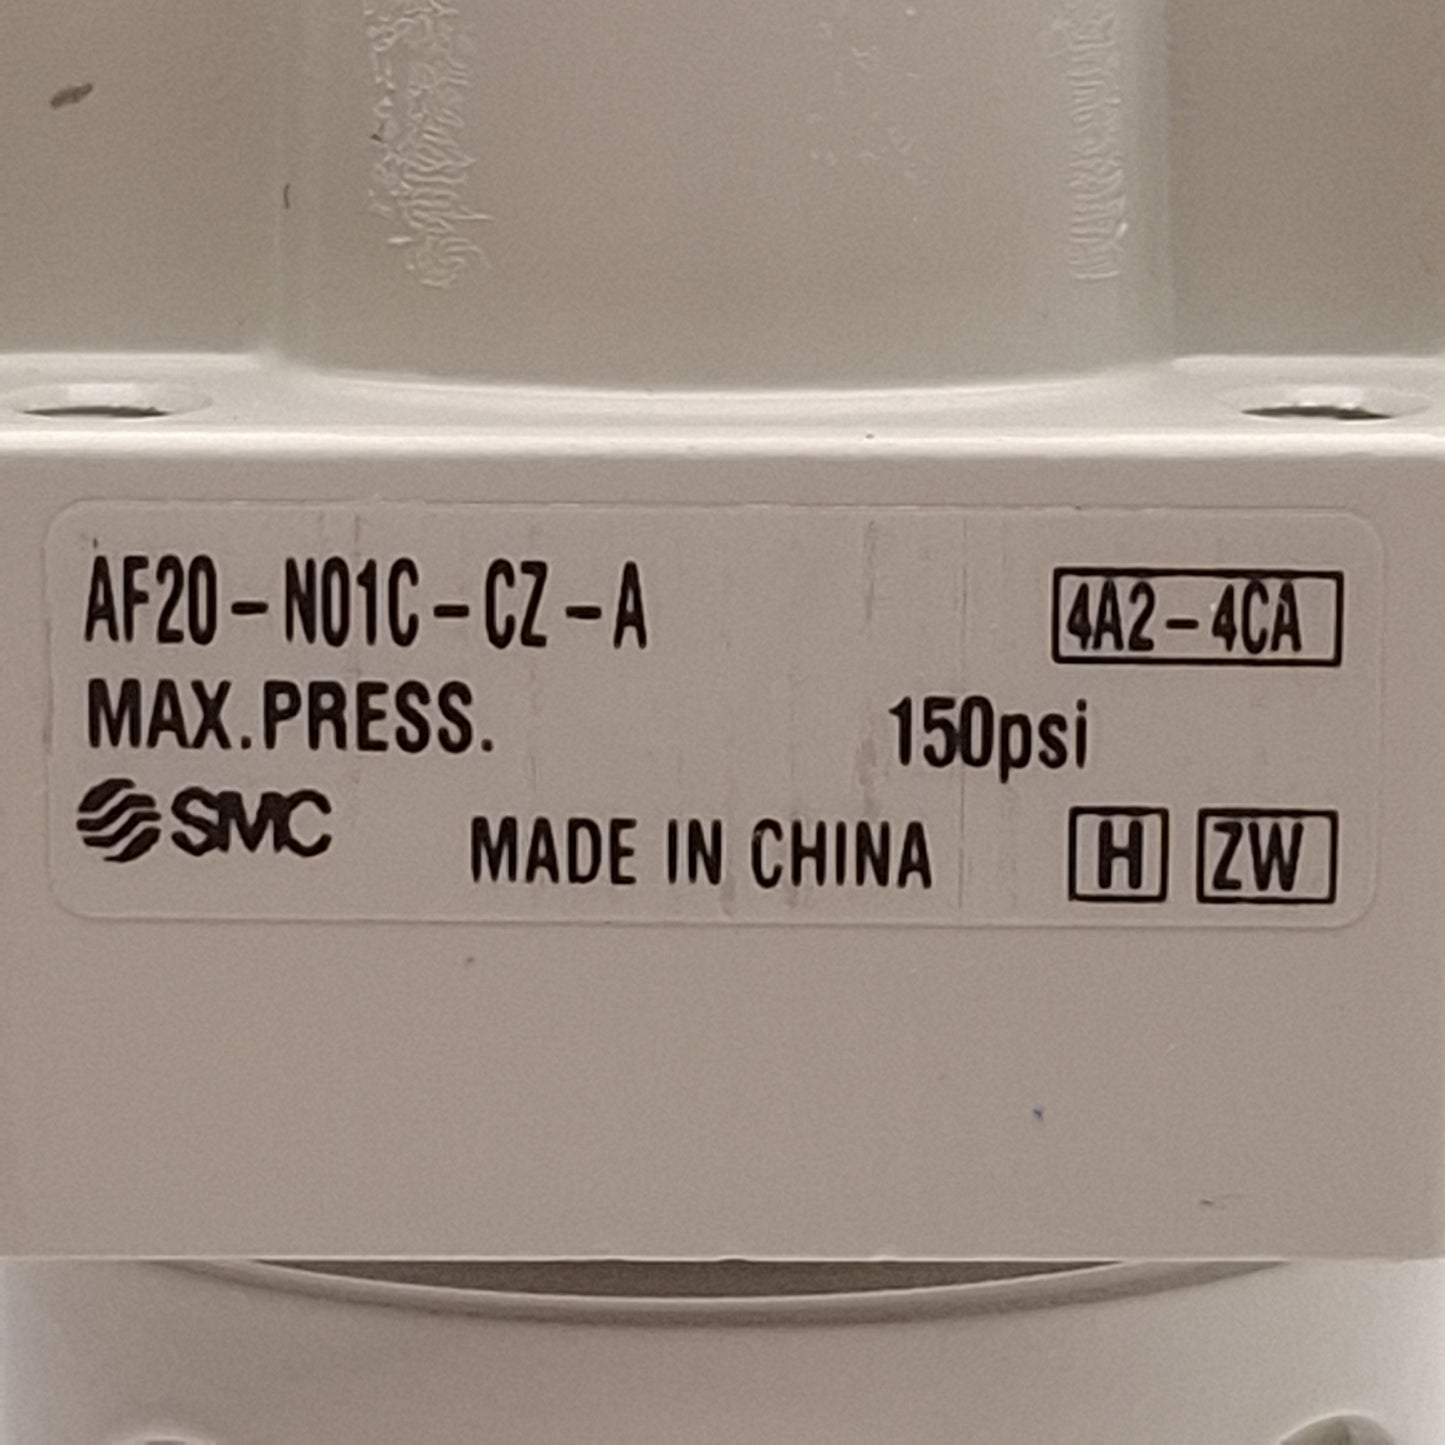 AF20-N01C-CZ-A 4A2-4CA
MAX.PRESS. 150psi
SMC MADE IN CHINA H ZW